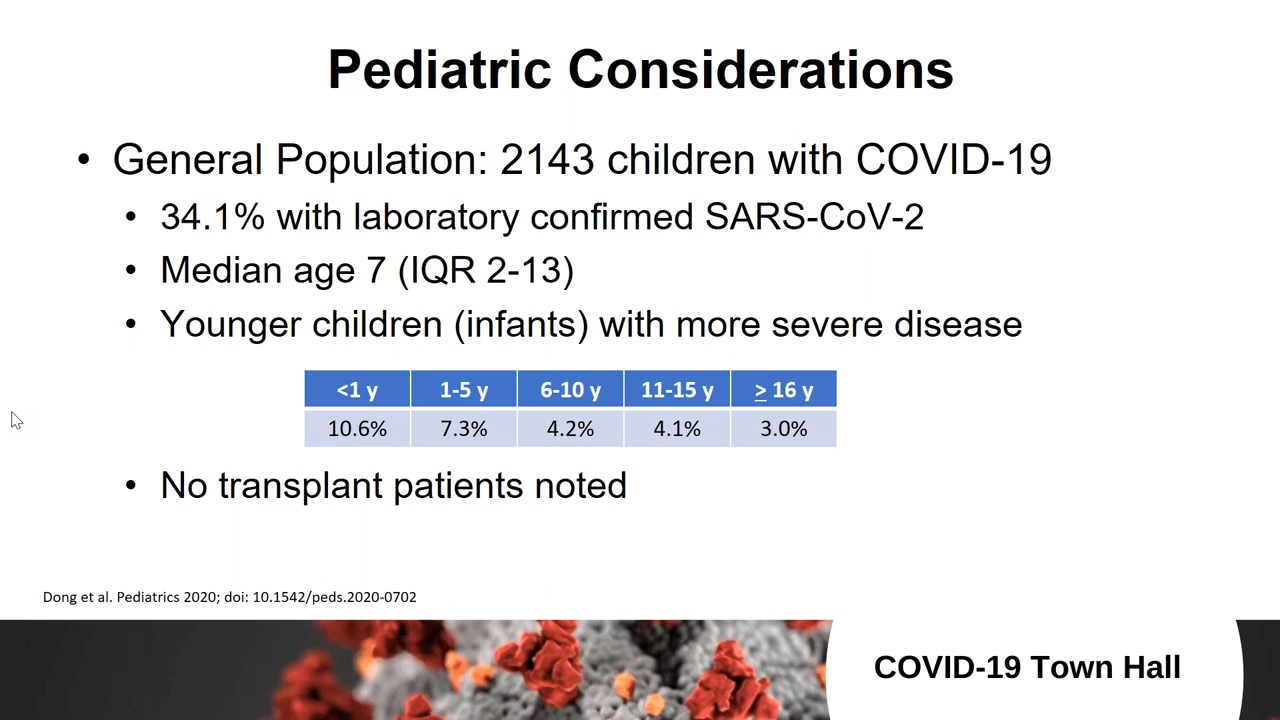 Pediatric Considerations
• General Population: 2143 children with COVID-19
• 34.1% with laboratory confirmed SARS-CoV-2
• Median age 7 (IQR 2-13)
• Younger children (infants) with more severe disease
<1 y 1-5 y 6-10 y 11-15 y ≥ 16 y
10.6% 7.3% 4.2% 4.1% 3.0%
• No transplant patients noted
Dong et al. Pediatrics 2020; doi: 10.1542/peds.2020-0702
COVID-19 Town Hall